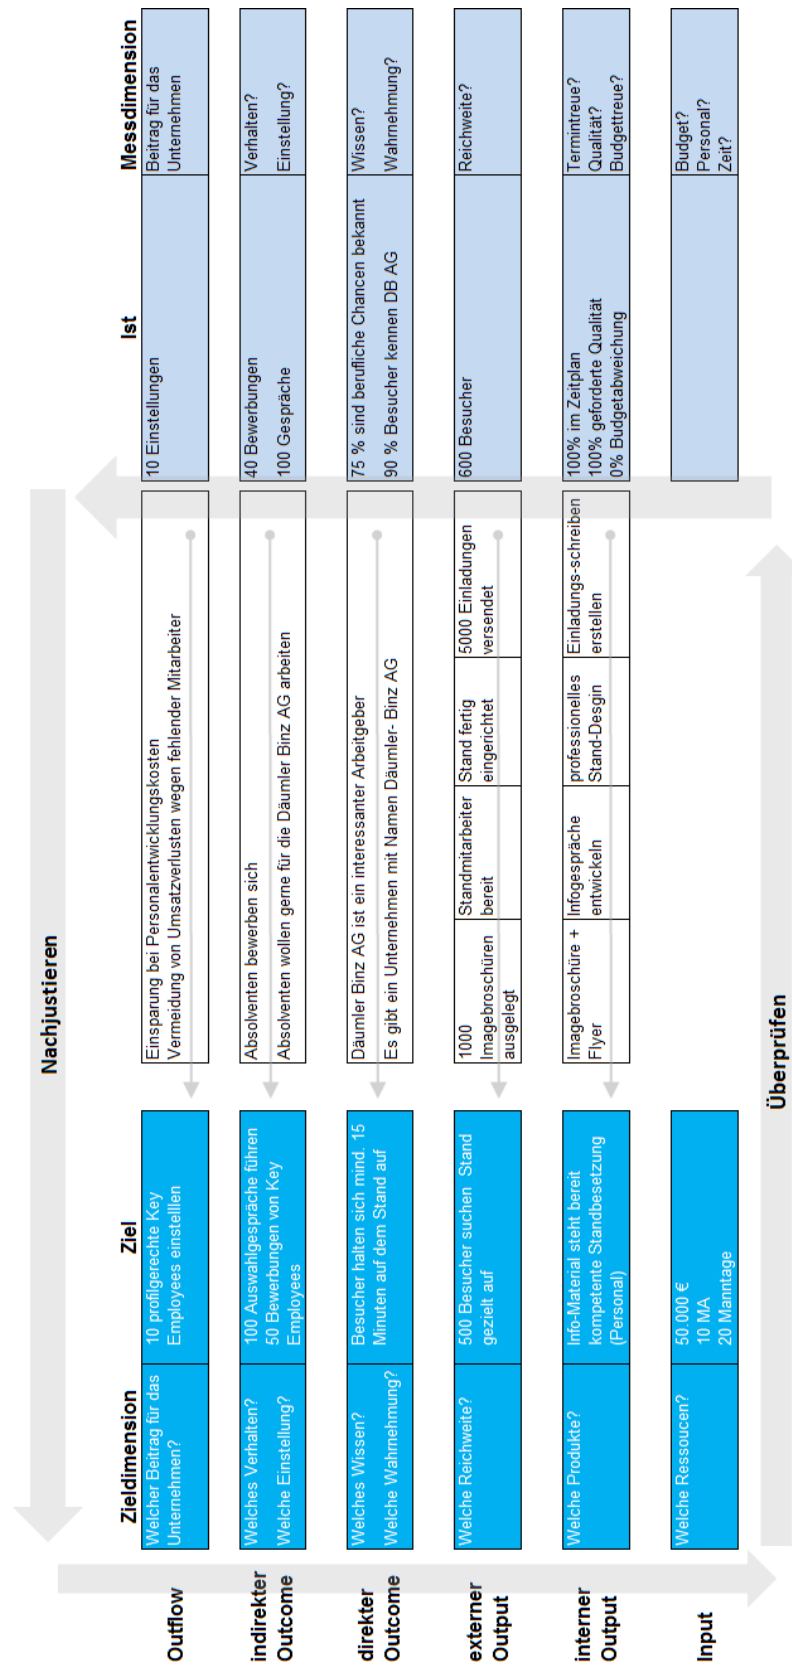 Nachjustieren
Zieldimension
Ziel
Ist
Messdimension
Outflow
Welcher Beitrag für das
Unternehmen?
10 profilgerechte Key
Employees einstelllen
Einsparung bei Personalentwicklungskosten
Vermeidung von Umsatzverlusten wegen fehlender Mitarbeiter
10 Einstellungen
Beitrag für das
Unternehmen
indirekter
Outcome
Welches Verhalten?
Welche Einstellung?
100 Auswahlgespräche führen
50 Bewerbungen von Key
Employees
Absolventen bewerben sich
Absolventen wollen gerne für die Däumler Binz AG arbeiten
40 Bewerbungen
100 Gespräche
Verhalten?
Einstellung?
direkter
Outcome
Welches Wissen?
Welche Wahrnehmung?
Besucher halten sich mind. 15
Minuten auf dem Stand auf
Däumler Binz AG ist ein interessanter Arbeitgeber
Es gibt ein Unternehmen mit Namen Däumler- Binz AG
75 % sind berufliche Chancen bekannt
90 % Besucher kennen DB AG
Wissen?
Wahrnehmung?
externer
Output
Welche Reichweite?
500 Besucher suchen Stand
gezielt auf
1000
Imagebroschüren
ausgelegt
Standmitarbeiter
bereit
Stand fertig
eingerichtet
5000 Einladungen
versendet
600 Besucher
Reichweite?
interner
Output
Welche Produkte?
Info-Material steht bereit
kompetente Standbesetzung
(Personal)
Imagebroschüre +
Flyer
Infogespräche
entwickeln
professionelles
Stand-Desgin
Einladungs-schreiben
erstellen
100% im Zeitplan
100% geforderte Qualität
0% Budgetabweichung
Termintreue?
Qualität?
Budgettreue?
Input
Welche Ressoucen?
50.000 €
10 MA
20 Manntage
Budget?
Personal?
Zeit?
Überprüfen